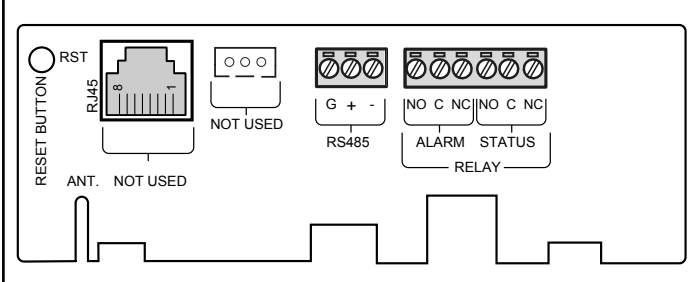 RST
RESET BUTTON
RJ45
8 1
NOT USED
ANT. NOT USED
G + -
RS485
NO C NC NO C NC
ALARM STATUS
RELAY